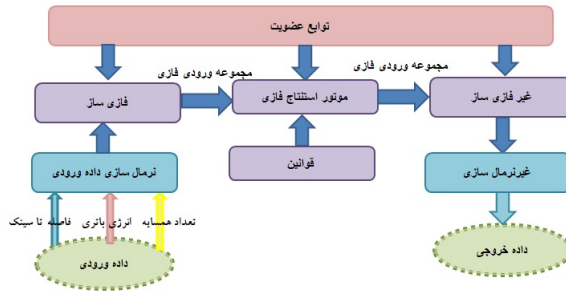 توابع عضویت
مجموعه ورودی فازی
مجموعه ورودی فازی
فازی ساز
موتور استنتاج فازی
غیر فازی ساز
نرمال سازی داده ورودی
قوانین
غیرنرمال سازی
تعداد همسایه
انرژی باتری
فاصله تا سینک
داده ورودی
داده خروجی